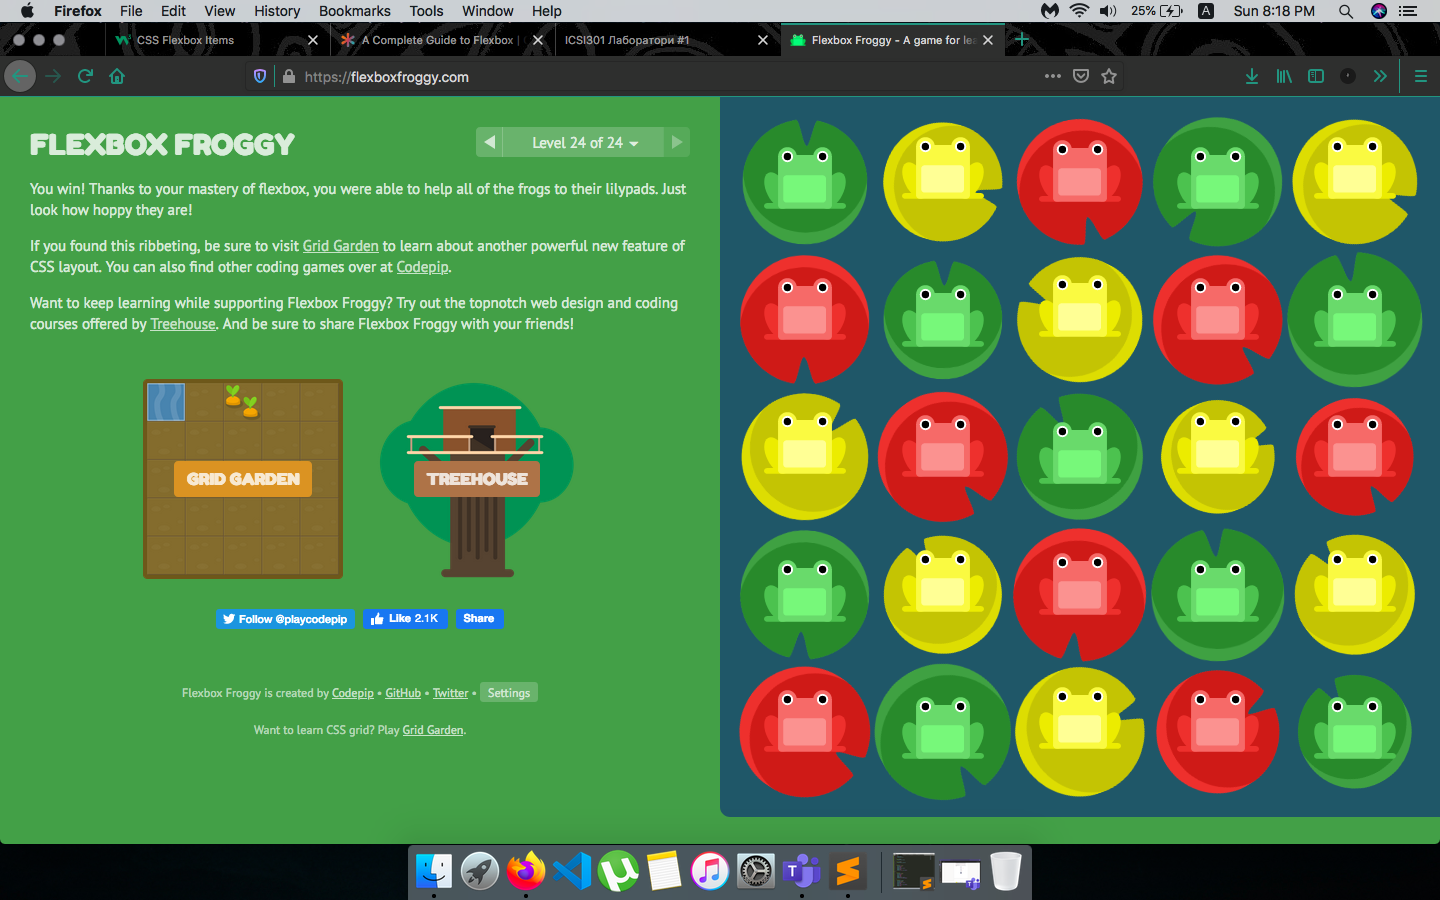 Firefox File Edit View History Bookmarks Tools Window Help 25% A Sun 8:18 PM
CSS Flexbox Items
A Complete Guide to Flexbox |
ICSI301 Лаборатори #1
Flexbox Froggy - A game for le
https://flexboxfroggy.com
FLEXBOX FROGGY
Level 24 of 24
You win! Thanks to your mastery of flexbox, you were able to help all of the frogs to their lilypads. Just
look how hoppy they are!
If you found this ribbeting, be sure to visit Grid Garden to learn about another powerful new feature of
CSS layout. You can also find other coding games over at Codepip.
Want to keep learning while supporting Flexbox Froggy? Try out the topnotch web design and coding
courses offered by Treehouse. And be sure to share Flexbox Froggy with your friends!
GRID GARDEN
TREEHOUSE
Follow @playcodepip
Like 2.1K
Share
Flexbox Froggy is created by Codepip • GitHub • Twitter • Settings
Want to learn CSS grid? Play Grid Garden.